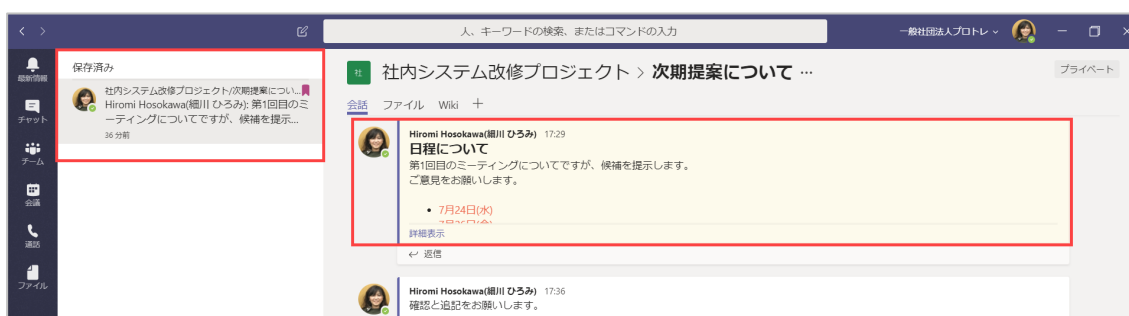 人、キーワードの検索、またはコマンドの入力
一般社団法人プロトレ
最新情報
チャット
チーム
会議
通話
ファイル
保存済み
社内システム改修プロジェクト/次期提案につい...
Hiromi Hosokawa(細川 ひろみ): 第1回目のミ
ーティングについてですが、候補を提示...
36 分前
社
社内システム改修プロジェクト > 次期提案について ...
プライベート
会話 ファイル Wiki +
Hiromi Hosokawa(細川 ひろみ) 17:29
日程について
第1回目のミーティングについてですが、候補を提示します。
ご意見をお願いします。
• 7月24日(水)
7月26日(金)
詳細表示
返信
Hiromi Hosokawa(細川 ひろみ) 17:36
確認と追記をお願いします。